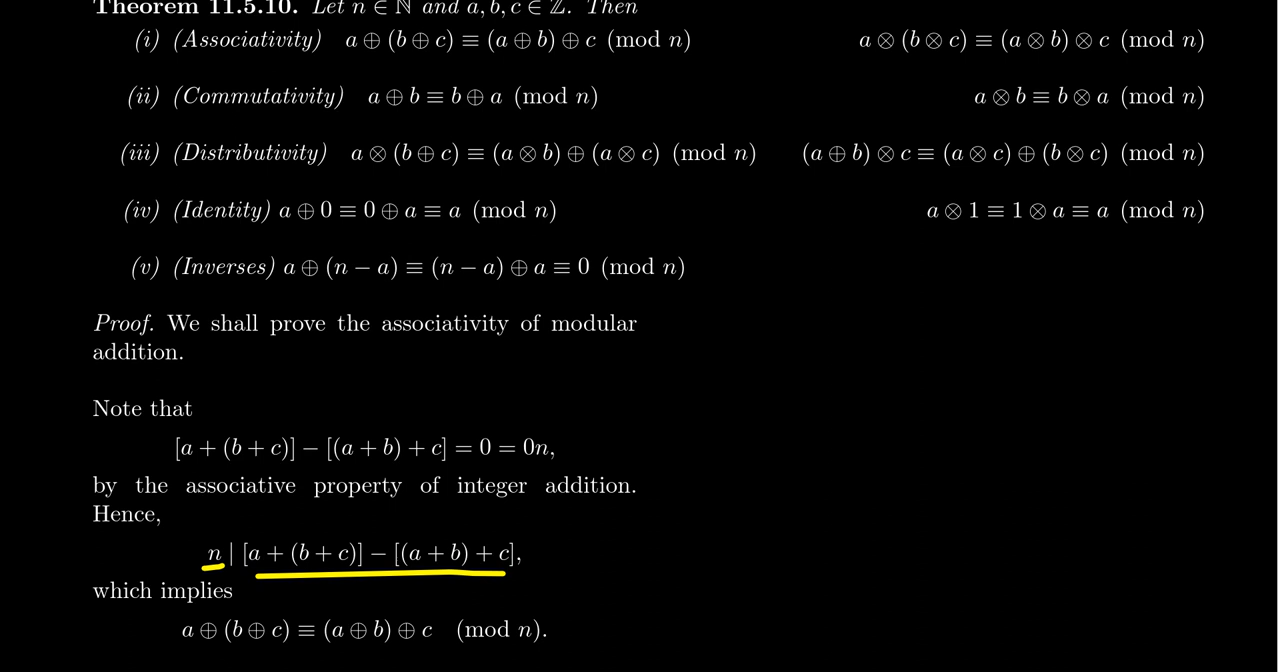 Theorem 11.5.10. Let n ∈ ℕ and a, b, c ∈ ℤ. Then
(i) (Associativity) a ⊕ (b ⊕ c) ≡ (a ⊕ b) ⊕ c (mod n) a ⊗ (b ⊗ c) ≡ (a ⊗ b) ⊗ c (mod n)
(ii) (Commutativity) a ⊕ b ≡ b ⊕ a (mod n) a ⊗ b ≡ b ⊗ a (mod n)
(iii) (Distributivity) a ⊗ (b ⊕ c) ≡ (a ⊗ b) ⊕ (a ⊗ c) (mod n) (a ⊕ b) ⊗ c ≡ (a ⊗ c) ⊕ (b ⊗ c) (mod n)
(iv) (Identity) a ⊕ 0 ≡ 0 ⊕ a ≡ a (mod n) a ⊗ 1 ≡ 1 ⊗ a ≡ a (mod n)
(v) (Inverses) a ⊕ (n − a) ≡ (n − a) ⊕ a ≡ 0 (mod n)
Proof. We shall prove the associativity of modular
addition.
Note that
[a + (b + c)] − [(a + b) + c] = 0 = 0n,
by the associative property of integer addition.
Hence,
n | [a + (b + c)] − [(a + b) + c],
which implies
a ⊕ (b ⊕ c) ≡ (a ⊕ b) ⊕ c (mod n).